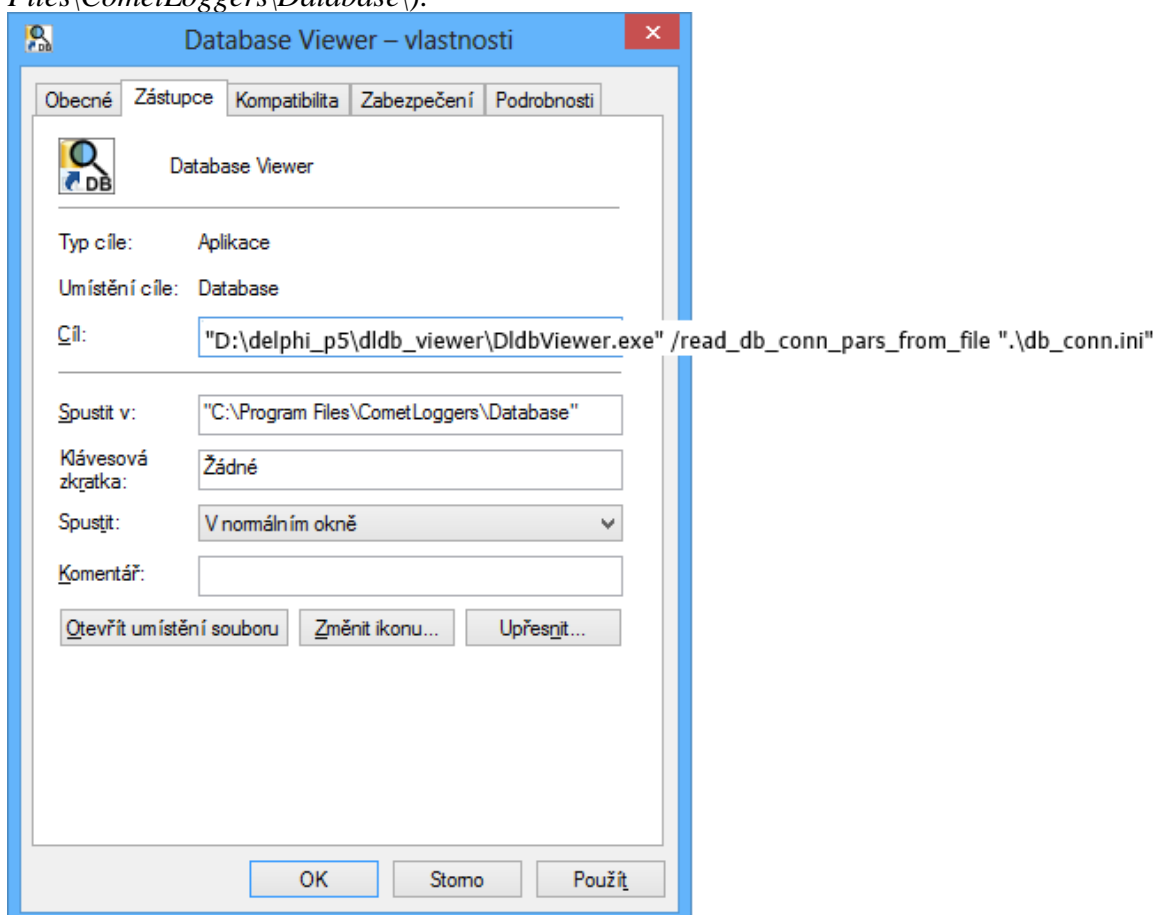 Files\CometLoggers\Database\).
Database Viewer – vlastnosti
Obecné Zástupce Kompatibilita Zabezpečení Podrobnosti
DB
Database Viewer
Typ cíle: Aplikace
Umístění cíle: Database
Cíl: "D:\delphi_p5\dldb_viewer\DldbViewer.exe" /read_db_conn_pars_from_file ".\db_conn.ini"
Spustit v: "C:\Program Files\CometLoggers\Database"
Klávesová
zkratka: Žádné
Spustit: V normálním okně
Komentář:
Otevřít umístění souboru Změnit ikonu... Upřesnit...
OK Storno Použít